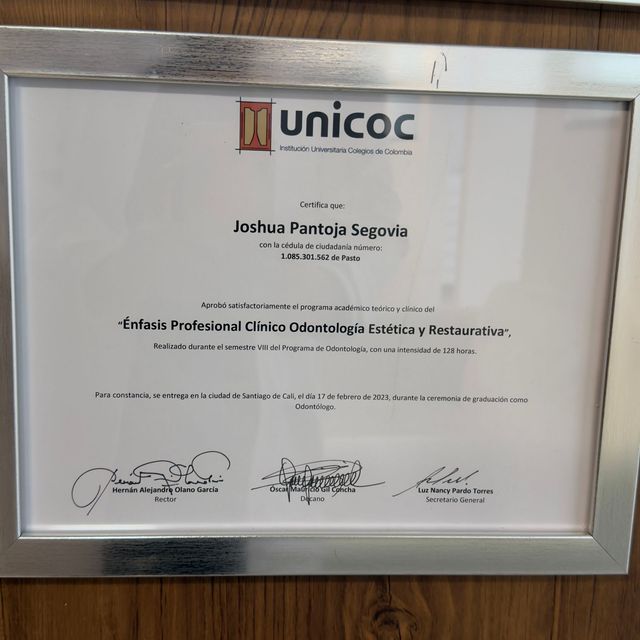 unicoc
Institución Universitaria Colegios de Colombia
Certifica que:
Joshua Pantoja Segovia
con la cédula de ciudadanía número:
1.085.301.562 de Pasto
Aprobó satisfactoriamente el programa académico teórico y clínico del
“Énfasis Profesional Clínico Odontología Estética y Restaurativa”,
Realizado durante el semestre VIII del Programa de Odontología, con una intensidad de 128 horas.
Para constancia, se entrega en la ciudad de Santiago de Cali, el día 17 de febrero de 2023, durante la ceremonia de graduación como
Odontólogo.
Hernán Alejandro Olano García
Rector
Óscar Mauricio Gil Concha
Decano
Luz Nancy Pardo Torres
Secretario General